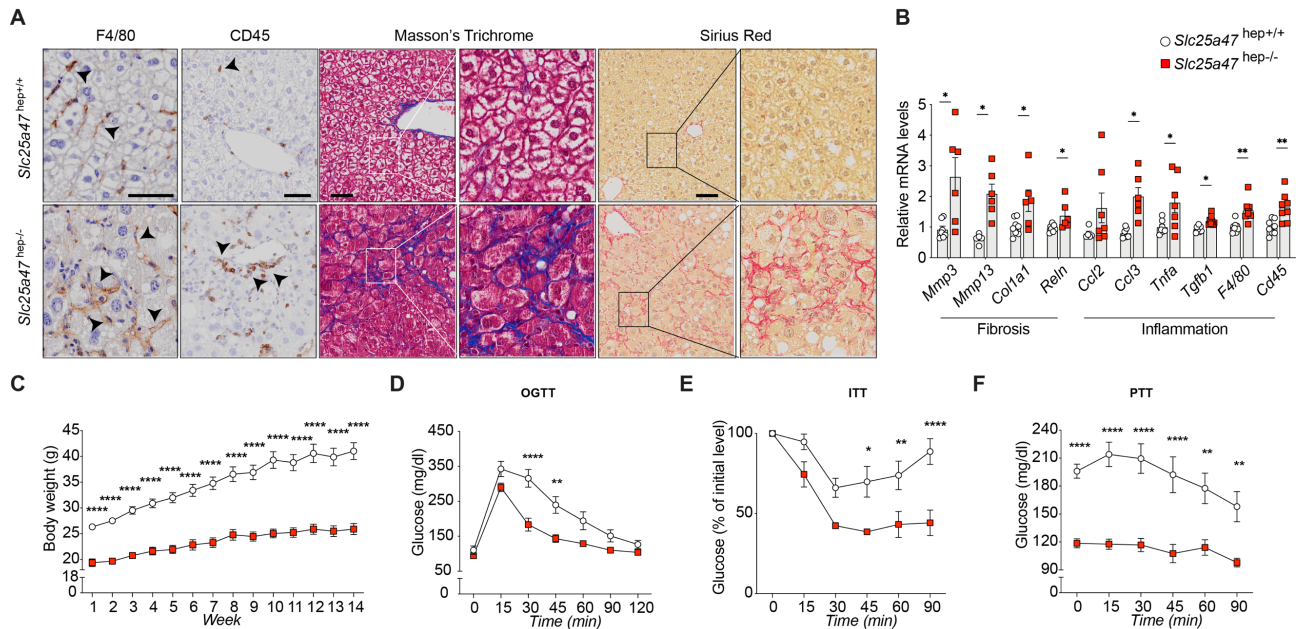 A
F4/80 CD45 Masson's Trichrome Sirius Red
Slc25a47 hep+/+
Slc25a47 hep-/-
B
Slc25a47 hep+/+
Slc25a47 hep-/-
Relative mRNA levels
5
4
3
2
1
0
* * * * * * * ** **
Mmp3 Mmp13 Col1a1 Reln Ccl2 Ccl3 Tnfa Tgfb1 F4/80 Cd45
Fibrosis Inflammation
C
Body weight (g)
45
40
35
30
25
20
18
0
**** **** **** **** **** **** **** **** **** **** **** **** **** ****
1 2 3 4 5 6 7 8 9 10 11 12 13 14
Week
D
OGTT
Glucose (mg/dl)
450
350
250
150
50
0
**** **
0 15 30 45 60 90 120
Time (min)
E
ITT
Glucose (% of initial level)
100
50
0
* ** ****
0 15 30 45 60 90
Time (min)
F
PTT
Glucose (mg/dl)
240
210
180
150
120
90
0
**** **** **** **** ** **
0 15 30 45 60 90
Time (min)